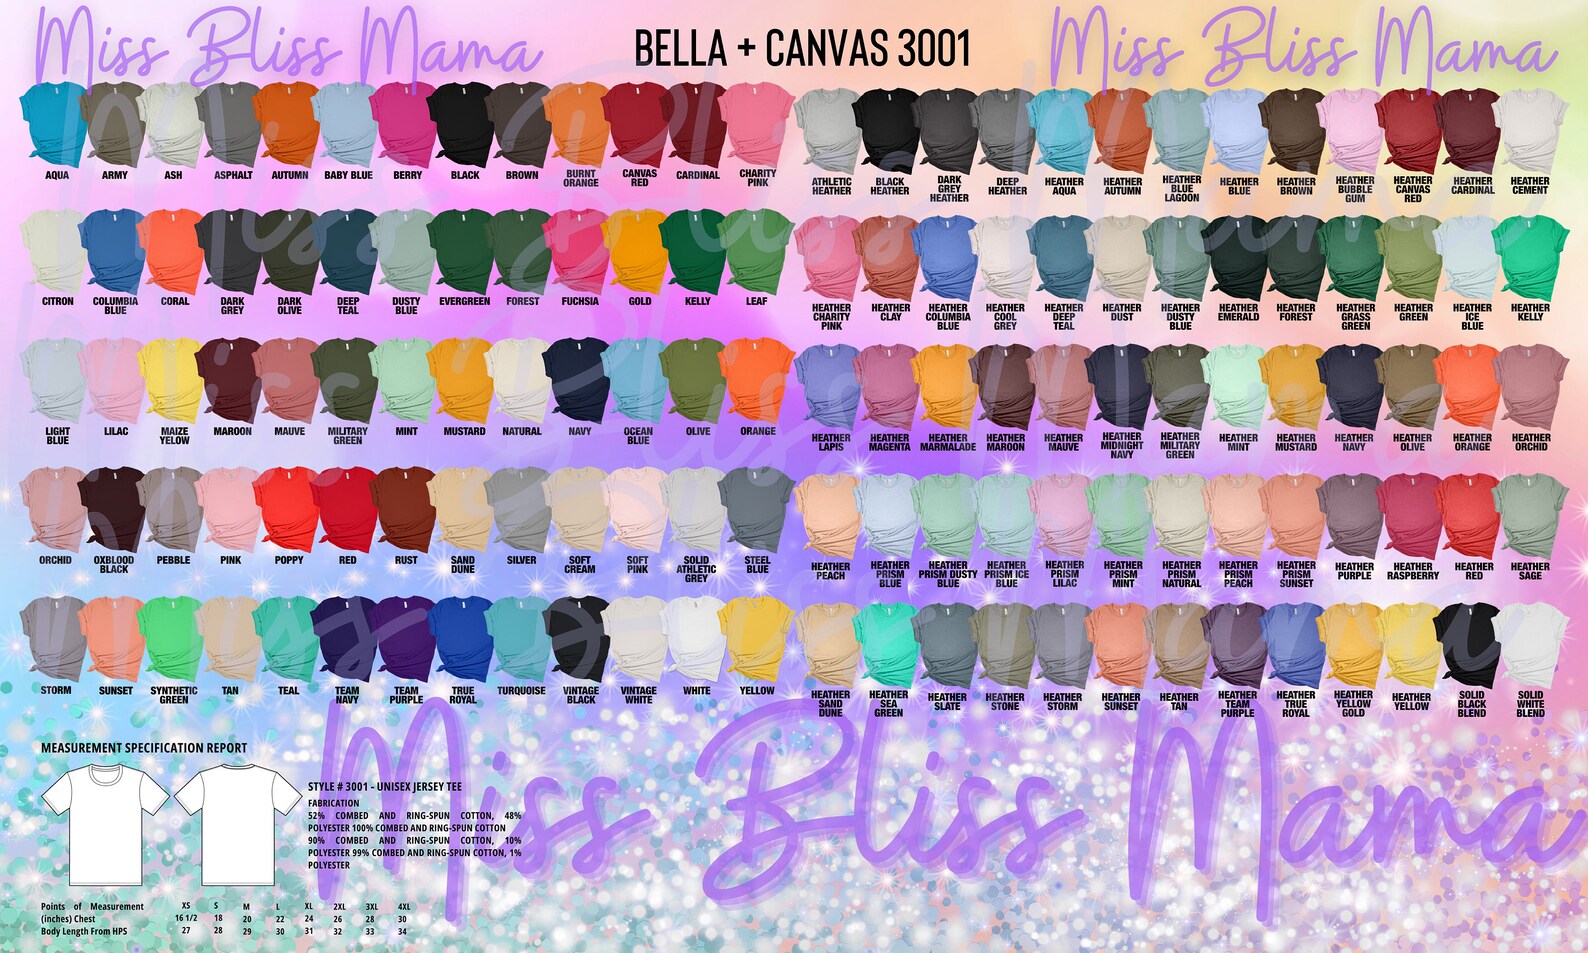 Miss Bliss Mama
BELLA + CANVAS 3001
Miss Bliss Mama
AQUA
ARMY
ASH
ASPHALT
AUTUMN
BABY BLUE
BERRY
BLACK
BROWN
BURNT
ORANGE
CANVAS
RED
CARDINAL
CHARITY
PINK
CITRON
COLUMBIA
BLUE
CORAL
DARK
GREY
DARK
OLIVE
DEEP
TEAL
DUSTY
BLUE
EVERGREEN
FOREST
FUCHSIA
GOLD
KELLY
LEAF
LIGHT
BLUE
LILAC
MAIZE
YELOW
MAROON
MAUVE
MILITARY
GREEN
MINT
MUSTARD
NATURAL
NAVY
OCEAN
BLUE
OLIVE
ORANGE
ORCHID
OXBLOOD
BLACK
PEBBLE
PINK
POPPY
RED
RUST
SAND
DUNE
SILVER
SOFT
CREAM
SOFT
PINK
SOLID
ATHLETIC
GREY
STEEL
BLUE
STORM
SUNSET
SYNTHETIC
GREEN
TAN
TEAL
TEAM
NAVY
TEAM
PURPLE
TRUE
ROYAL
TURQUOISE
VINTAGE
BLACK
VINTAGE
WHITE
WHITE
YELLOW
ATHLETIC
HEATHER
BLACK
HEATHER
DARK
GREY
HEATHER
DEEP
HEATHER
HEATHER
AQUA
HEATHER
AUTUMN
HEATHER
BLUE
LAGOON
HEATHER
BLUE
HEATHER
BROWN
HEATHER
BUBBLE
GUM
HEATHER
CANVAS
RED
HEATHER
CARDINAL
HEATHER
CEMENT
HEATHER
CHARITY
PINK
HEATHER
CLAY
HEATHER
COLUMBIA
BLUE
HEATHER
COOL
GREY
HEATHER
DEEP
TEAL
HEATHER
DUST
HEATHER
DUSTY
BLUE
HEATHER
EMERALD
HEATHER
FOREST
HEATHER
GRASS
GREEN
HEATHER
GREEN
HEATHER
ICE
BLUE
HEATHER
KELLY
HEATHER
LAPIS
HEATHER
MAGENTA
HEATHER
MARMALADE
HEATHER
MAROON
HEATHER
MAUVE
HEATHER
MIDNIGHT
NAVY
HEATHER
MILITARY
GREEN
HEATHER
MINT
HEATHER
MUSTARD
HEATHER
NAVY
HEATHER
OLIVE
HEATHER
ORANGE
HEATHER
ORCHID
HEATHER
PEACH
HEATHER
PRISM
BLUE
HEATHER
PRISM DUSTY
BLUE
HEATHER
PRISM ICE
BLUE
HEATHER
PRISM
LILAC
HEATHER
PRISM
MINT
HEATHER
PRISM
NATURAL
HEATHER
PRISM
PEACH
HEATHER
PRISM
SUNSET
HEATHER
PURPLE
HEATHER
RASPBERRY
HEATHER
RED
HEATHER
SAGE
HEATHER
SAND
DUNE
HEATHER
SEA
GREEN
HEATHER
SLATE
HEATHER
STONE
HEATHER
STORM
HEATHER
SUNSET
HEATHER
TAN
HEATHER
TEAM
PURPLE
HEATHER
TRUE
ROYAL
HEATHER
YELLOW
GOLD
HEATHER
YELLOW
SOLID
BLACK
BLEND
SOLID
WHITE
BLEND
Miss Bliss Mama
Miss Bliss Mama
Miss Bliss Mama
Miss Bliss Mama
Miss Bliss Mama
MEASUREMENT SPECIFICATION REPORT
STYLE # 3001 - UNISEX JERSEY TEE
FABRICATION
52% COMBED AND RING-SPUN COTTON, 48%
POLYESTER 100% COMBED AND RING-SPUN COTTON
90% COMBED AND RING-SPUN COTTON, 10%
POLYESTER 99% COMBED AND RING-SPUN COTTON, 1%
POLYESTER
Points of Measurement XS S M L XL 2XL 3XL 4XL
(inches) Chest 16 1/2 18 20 22 24 26 28 30
Body Length From HPS 27 28 29 30 31 32 33 34